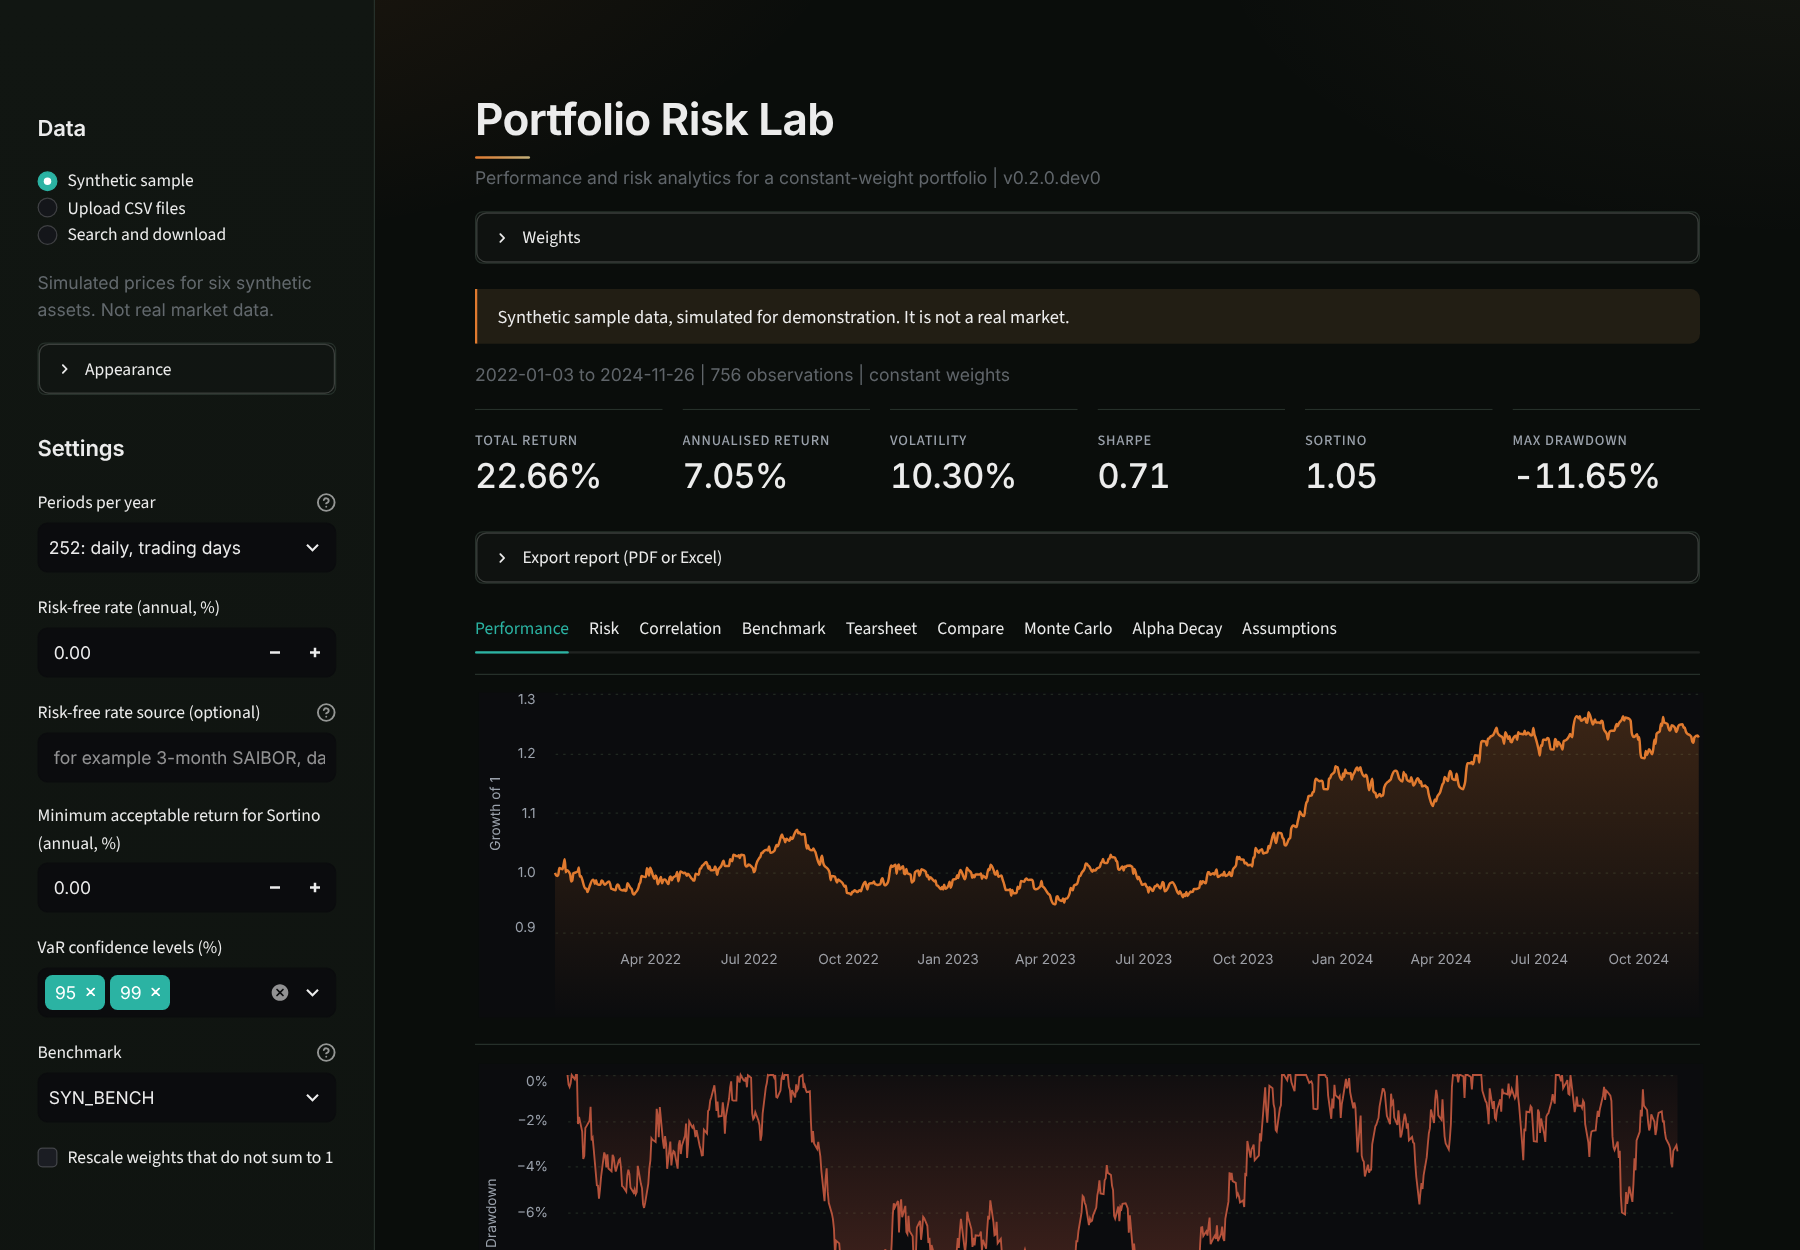 Data
Synthetic sample
Upload CSV files
Search and download
Simulated prices for six synthetic
assets. Not real market data.
Appearance
Settings
Periods per year
252: daily, trading days
Risk-free rate (annual, %)
0.00
Risk-free rate source (optional)
for example 3-month SAIBOR, da
Minimum acceptable return for Sortino
(annual, %)
0.00
VaR confidence levels (%)
95 99
Benchmark
SYN_BENCH
Rescale weights that do not sum to 1
Portfolio Risk Lab
Performance and risk analytics for a constant-weight portfolio | v0.2.0.dev0
Weights
Synthetic sample data, simulated for demonstration. It is not a real market.
2022-01-03 to 2024-11-26 | 756 observations | constant weights
TOTAL RETURN ANNUALISED RETURN VOLATILITY SHARPE SORTINO MAX DRAWDOWN
22.66% 7.05% 10.30% 0.71 1.05 -11.65%
Export report (PDF or Excel)
Performance Risk Correlation Benchmark Tearsheet Compare Monte Carlo Alpha Decay Assumptions
1.3
1.2
1.1
1.0
0.9
Growth of 1
Apr 2022 Jul 2022 Oct 2022 Jan 2023 Apr 2023 Jul 2023 Oct 2023 Jan 2024 Apr 2024 Jul 2024 Oct 2024
0%
−2%
−4%
−6%
Drawdown